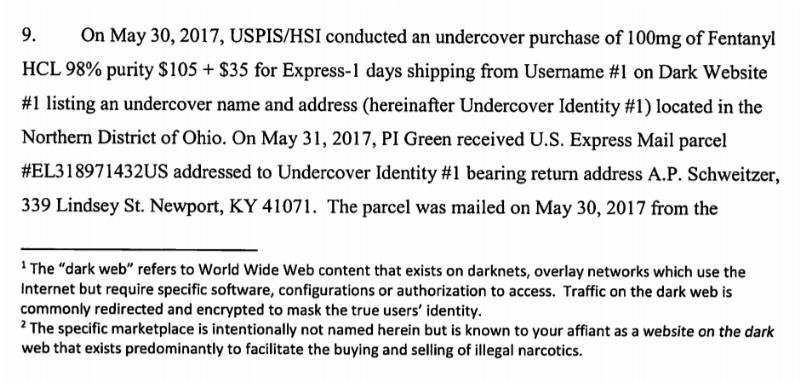 9. On May 30, 2017, USPIS/HSI conducted an undercover purchase of 100mg of Fentanyl
HCL 98% purity $105 + $35 for Express-1 days shipping from Username #1 on Dark Website
#1 listing an undercover name and address (hereinafter Undercover Identity #1) located in the
Northern District of Ohio. On May 31, 2017, PI Green received U.S. Express Mail parcel
#EL318971432US addressed to Undercover Identity #1 bearing return address A.P. Schweitzer,
339 Lindsey St. Newport, KY 41071. The parcel was mailed on May 30, 2017 from the
¹ The “dark web” refers to World Wide Web content that exists on darknets, overlay networks which use the
Internet but require specific software, configurations or authorization to access. Traffic on the dark web is
commonly redirected and encrypted to mask the true users’ identity.
² The specific marketplace is intentionally not named herein but is known to your affiant as a website on the dark
web that exists predominantly to facilitate the buying and selling of illegal narcotics.